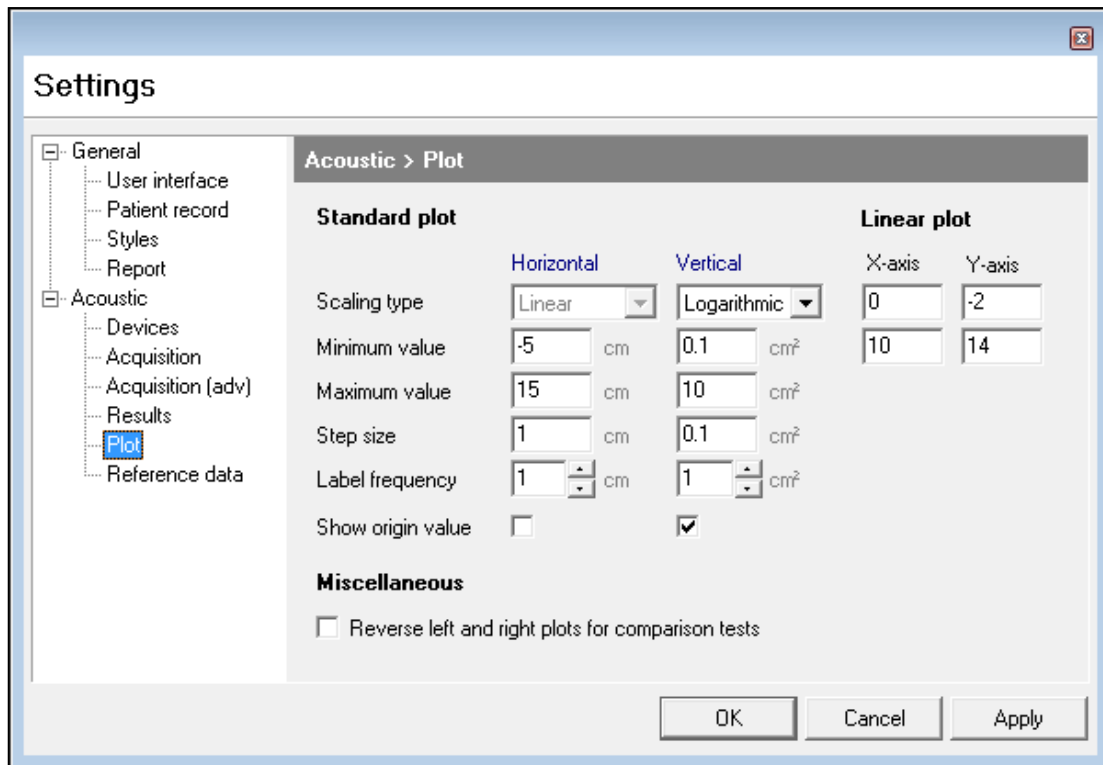 Settings
General
User interface
Patient record
Styles
Report
Acoustic
Devices
Acquisition
Acquisition (adv)
Results
Plot
Reference data
Acoustic > Plot
Standard plot Linear plot
Horizontal Vertical X-axis Y-axis
Scaling type Linear Logarithmic 0 -2
Minimum value -5 cm 0.1 cm² 10 14
Maximum value 15 cm 10 cm²
Step size 1 cm 0.1 cm²
Label frequency 1 cm 1 cm²
Show origin value
Miscellaneous
Reverse left and right plots for comparison tests
OK Cancel Apply